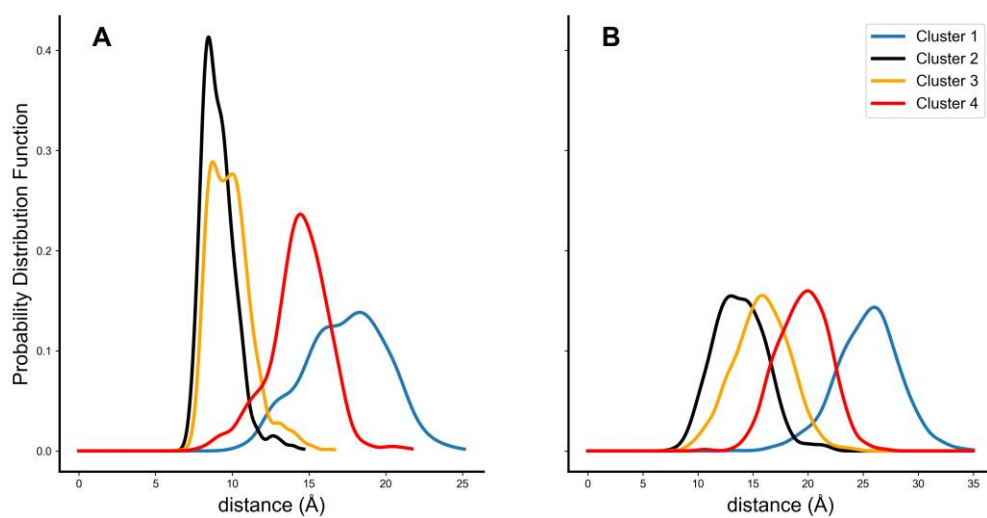 A
B
Cluster 1
Cluster 2
Cluster 3
Cluster 4
Probability Distribution Function
0.4
0.3
0.2
0.1
0.0
0 5 10 15 20 25
0 5 10 15 20 25 30 35
distance (Å)
distance (Å)